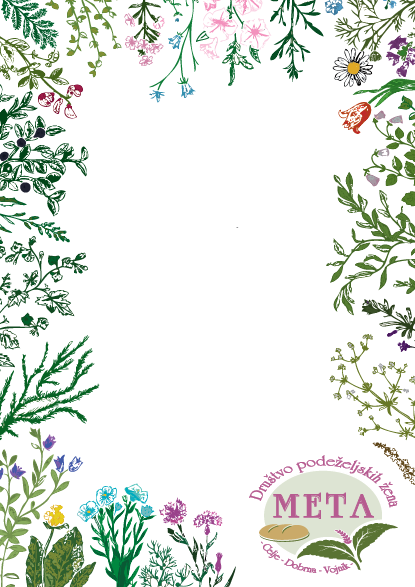 Društvo podeželjskih žena
META
Celje - Dobrna - Vojnik